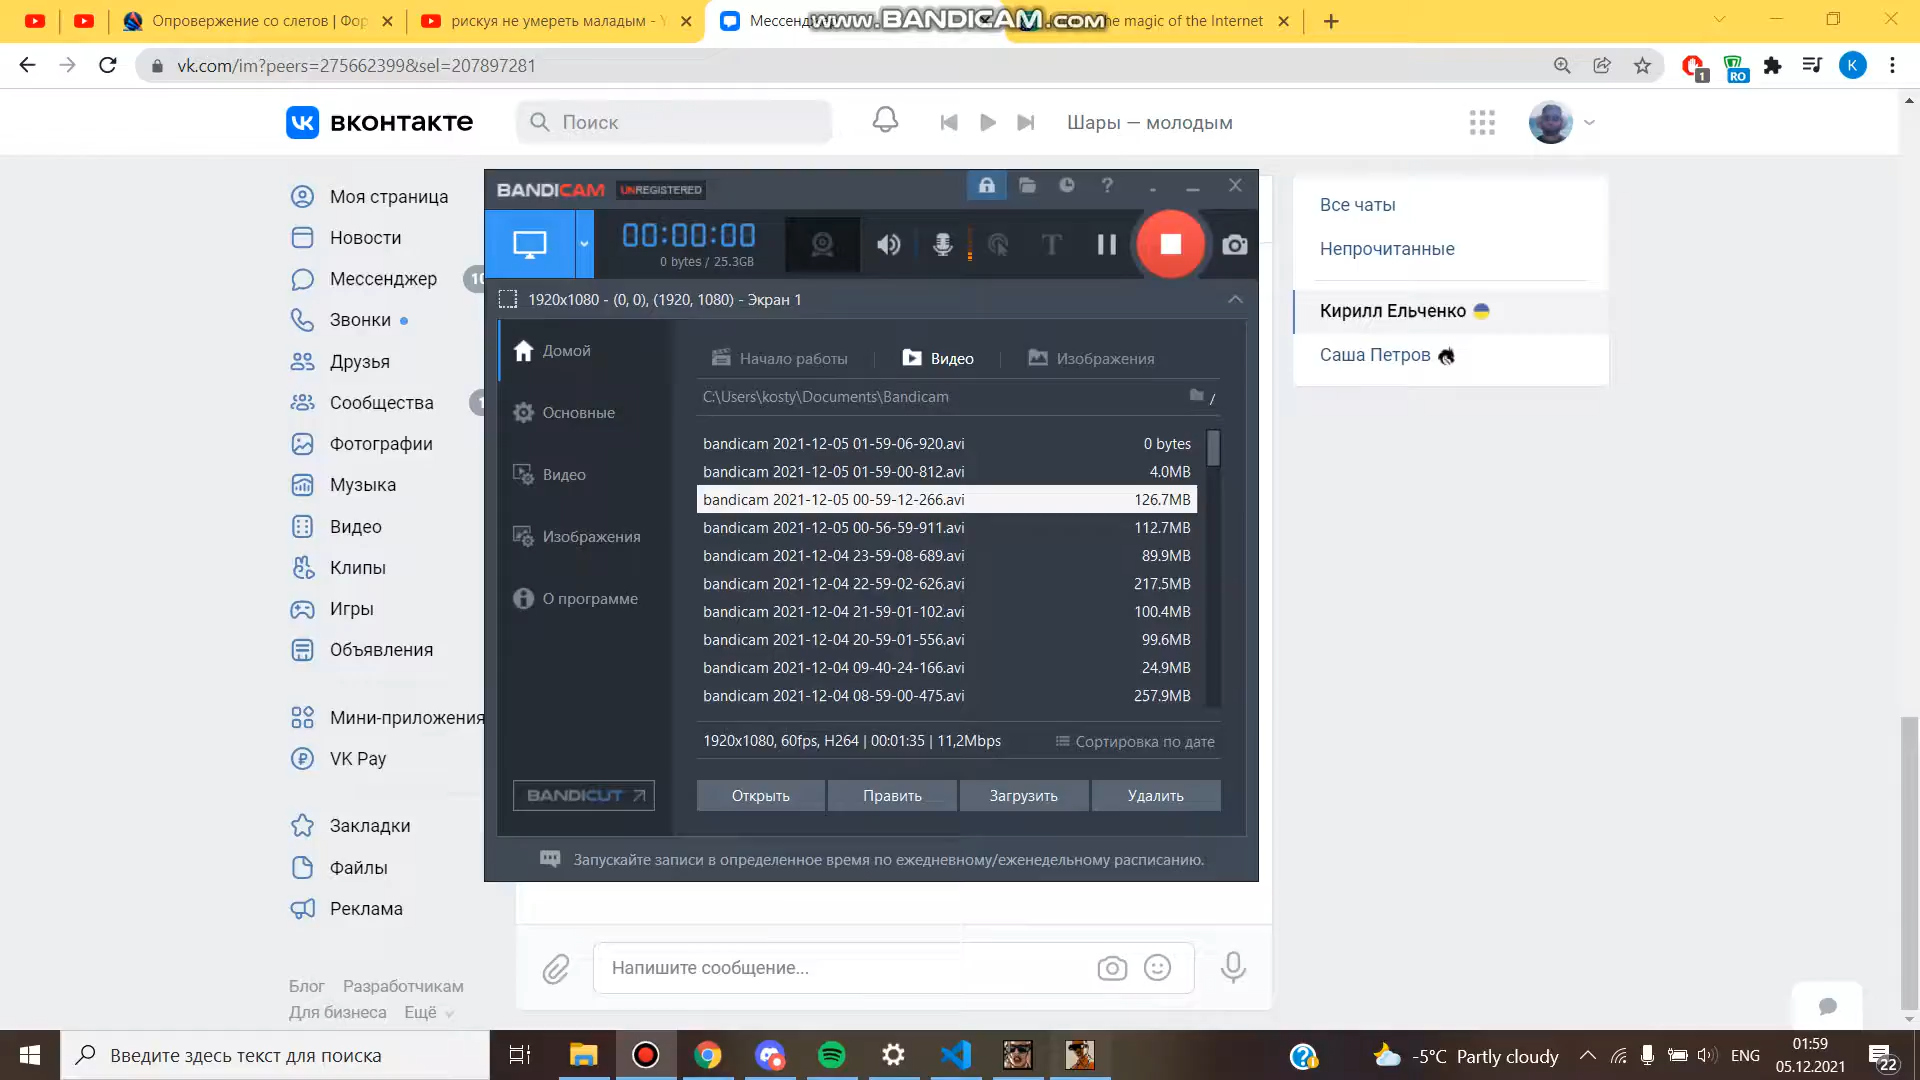 Опровержение со слетов | Фор
рискуя не умереть маладым - Y
Мессенд
www.BANDICAM.com
the magic of the Internet
vk.com/im?peers=275662399&sel=207897281
1
RO
K
вконтакте
Поиск
Шары — молодым
Моя страница
Новости
Мессенджер
10
Звонки
Друзья
Сообщества
1
Фотографии
Музыка
Видео
Клипы
Игры
Объявления
Мини-приложения
VK Pay
Закладки
Файлы
Реклама
Блог Разработчикам
Для бизнеса Ещё
BANDICAM UNREGISTERED
00:00:00
0 bytes / 25.3GB
1920x1080 - (0, 0), (1920, 1080) - Экран 1
Домой
Основные
Видео
Изображения
О программе
BANDICUT
Начало работы
Видео
Изображения
C:\Users\kosty\Documents\Bandicam
/
bandicam 2021-12-05 01-59-06-920.avi 0 bytes
bandicam 2021-12-05 01-59-00-812.avi 4.0MB
bandicam 2021-12-05 00-59-12-266.avi 126.7MB
bandicam 2021-12-05 00-56-59-911.avi 112.7MB
bandicam 2021-12-04 23-59-08-689.avi 89.9MB
bandicam 2021-12-04 22-59-02-626.avi 217.5MB
bandicam 2021-12-04 21-59-01-102.avi 100.4MB
bandicam 2021-12-04 20-59-01-556.avi 99.6MB
bandicam 2021-12-04 09-40-24-166.avi 24.9MB
bandicam 2021-12-04 08-59-00-475.avi 257.9MB
1920x1080, 60fps, H264 | 00:01:35 | 11,2Mbps
Сортировка по дате
Открыть
Править
Загрузить
Удалить
Запускайте записи в определенное время по ежедневному/еженедельному расписанию.
Все чаты
Непрочитанные
Кирилл Ельченко
Саша Петров
Напишите сообщение...
Введите здесь текст для поиска
-5°C Partly cloudy
ENG
01:59
05.12.2021
22